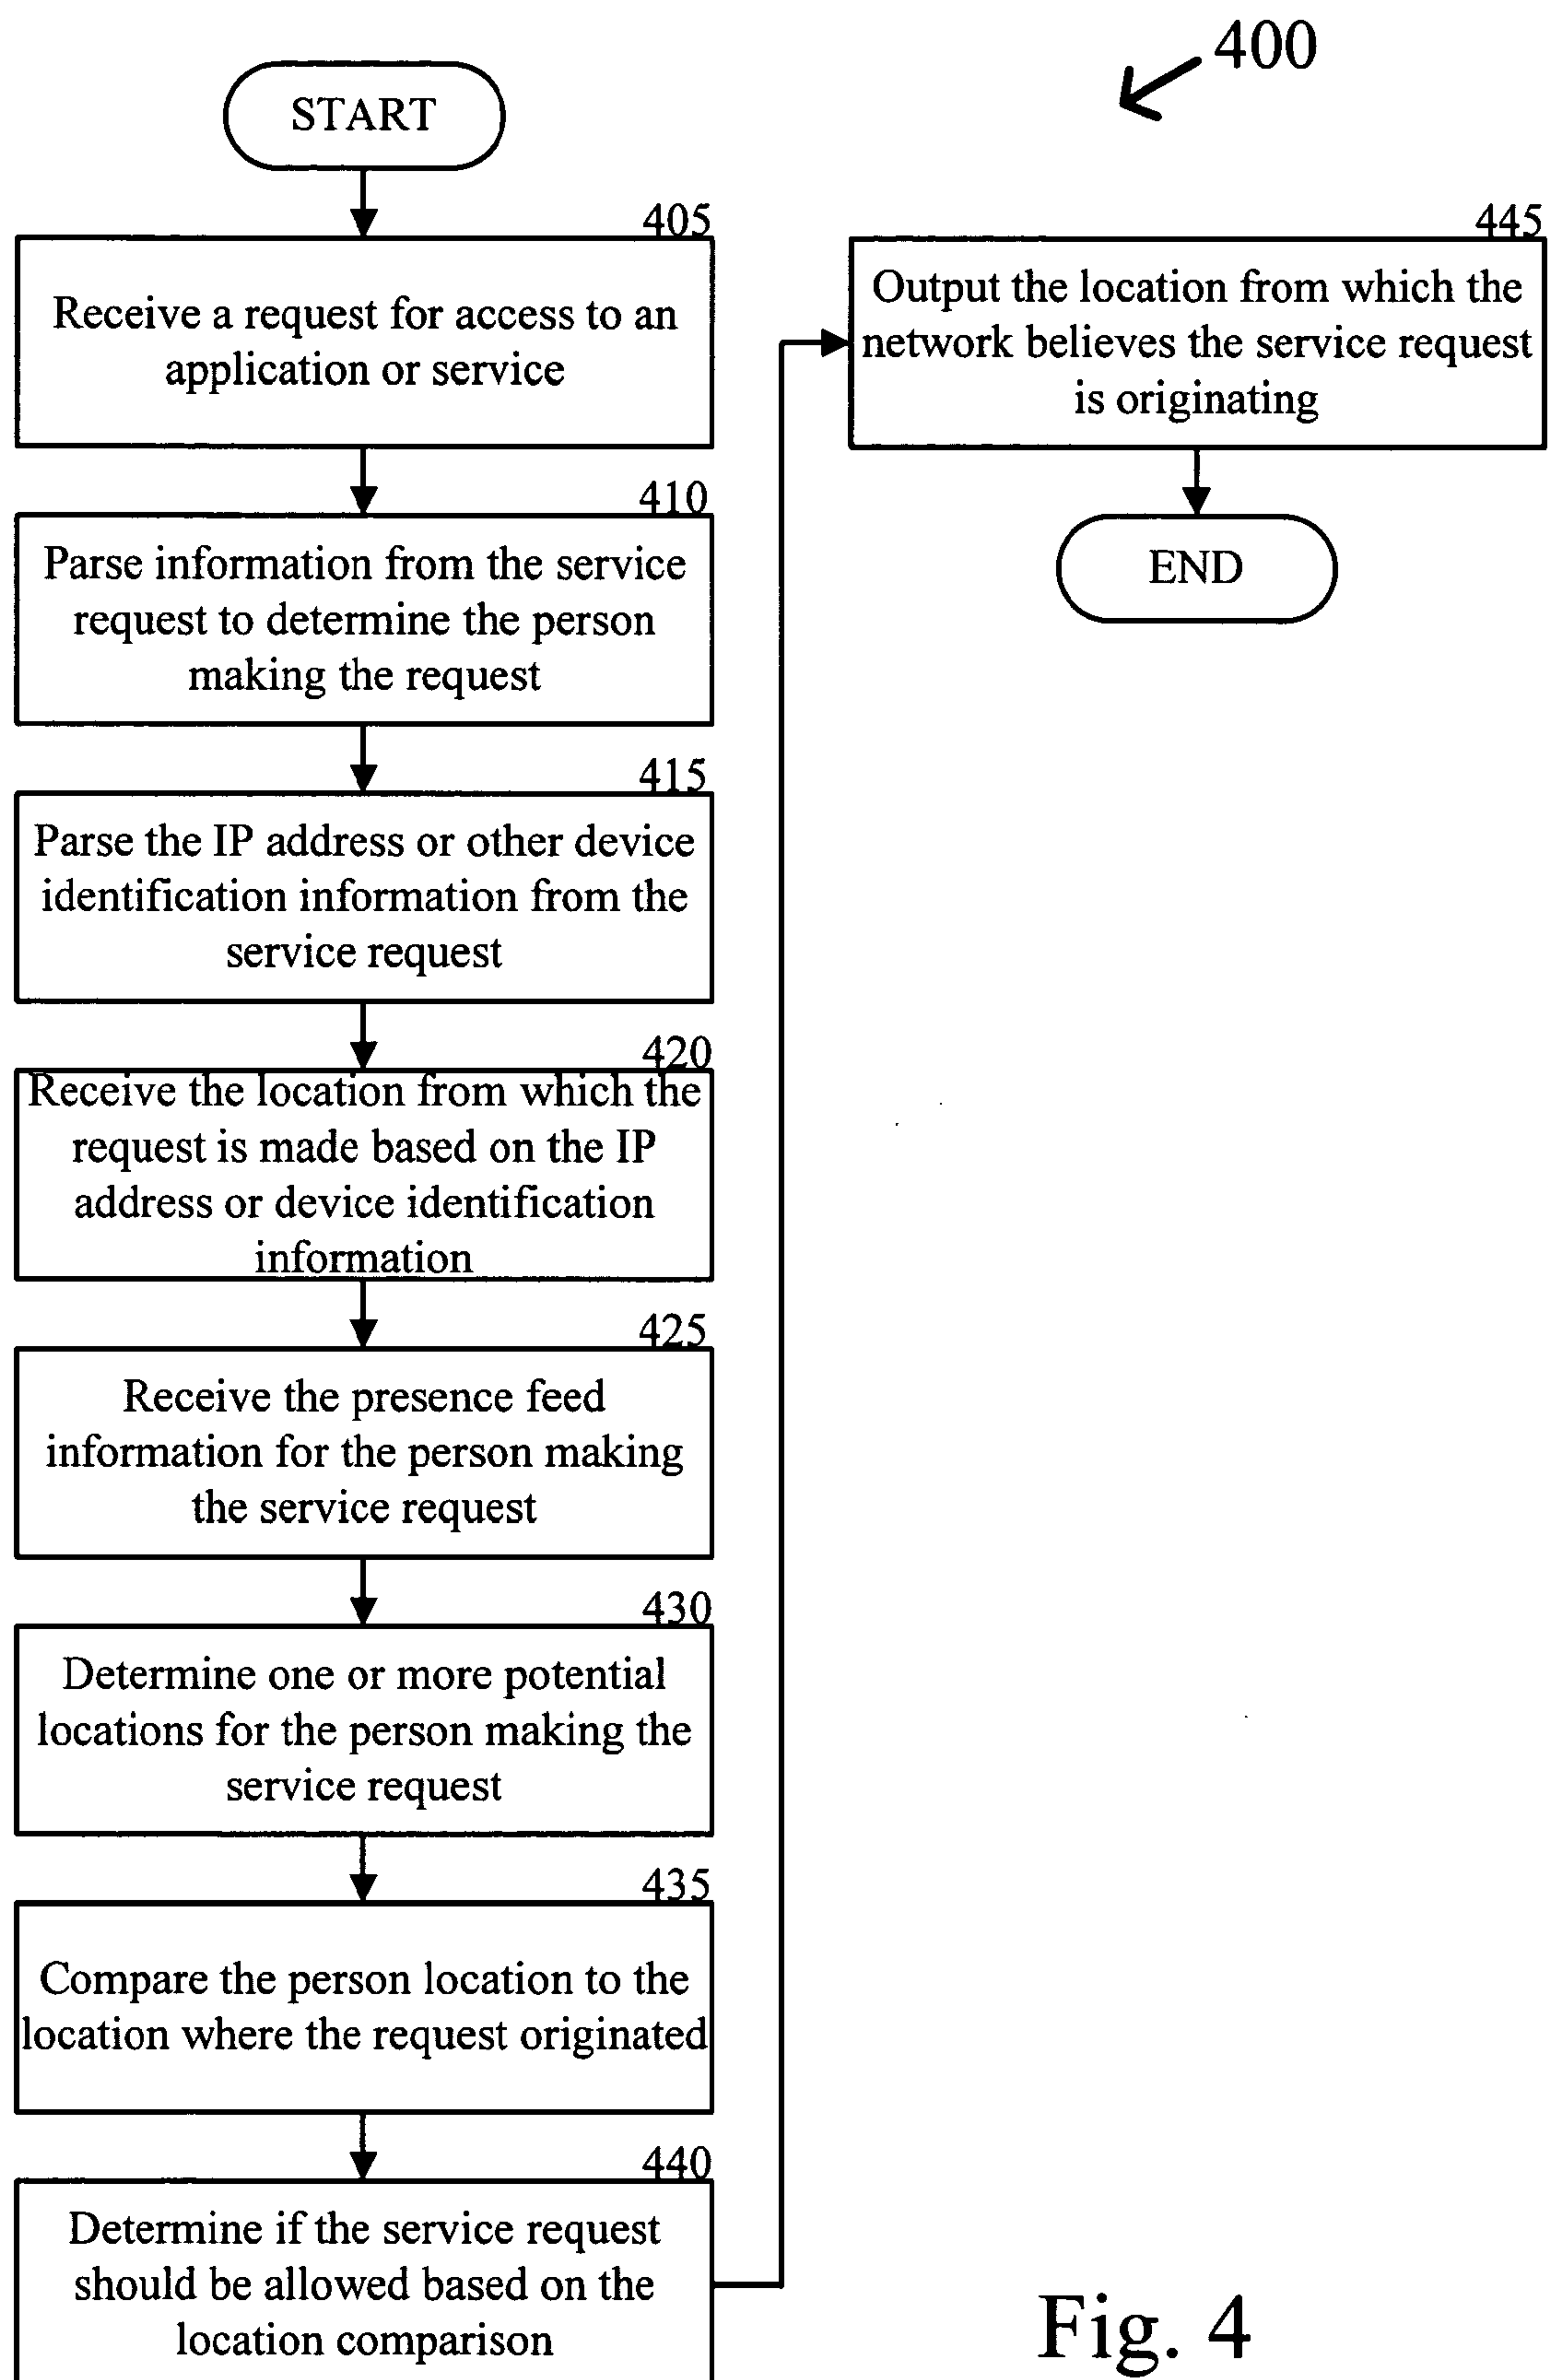 400
START
405
Receive a request for access to an
application or service
410
Parse information from the service
request to determine the person
making the request
415
Parse the IP address or other device
identification information from the
service request
420
Receive the location from which the
request is made based on the IP
address or device identification
information
425
Receive the presence feed
information for the person making
the service request
430
Determine one or more potential
locations for the person making the
service request
435
Compare the person location to the
location where the request originated
440
Determine if the service request
should be allowed based on the
location comparison
445
Output the location from which the
network believes the service request
is originating
END
Fig. 4